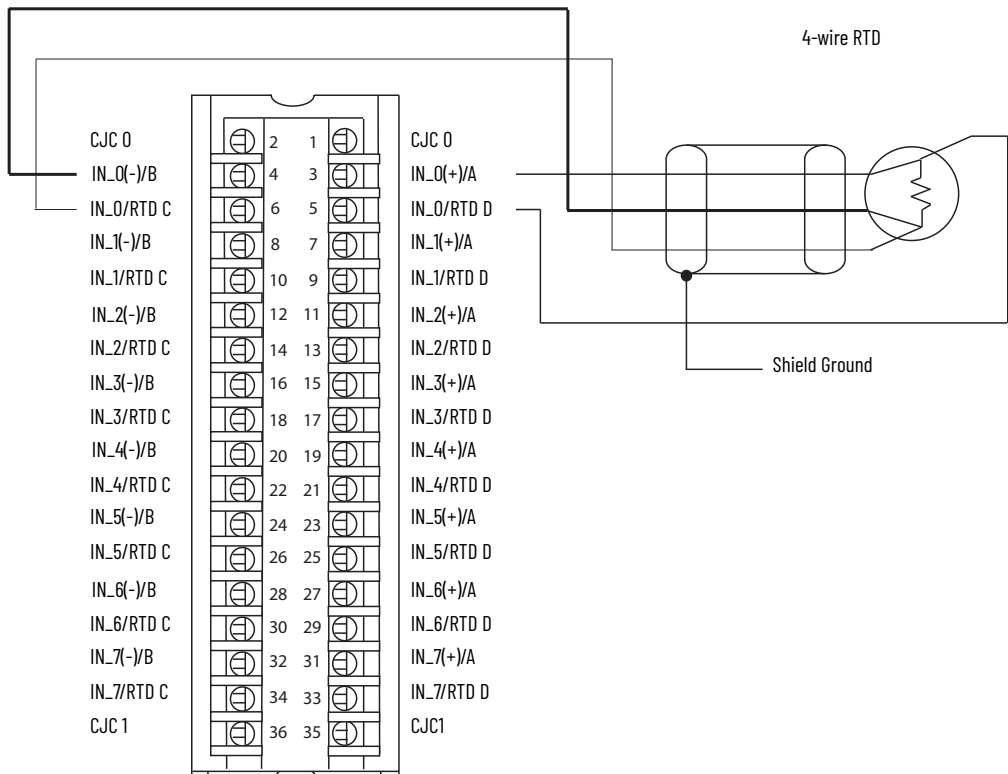 4-wire RTD
CJC 0 2 1 CJC 0
IN_0(-)/B 4 3 IN_0(+)/A
IN_0/RTD C 6 5 IN_0/RTD D
IN_1(-)/B 8 7 IN_1(+)/A
IN_1/RTD C 10 9 IN_1/RTD D
IN_2(-)/B 12 11 IN_2(+)/A
IN_2/RTD C 14 13 IN_2/RTD D
Shield Ground
IN_3(-)/B 16 15 IN_3(+)/A
IN_3/RTD C 18 17 IN_3/RTD D
IN_4(-)/B 20 19 IN_4(+)/A
IN_4/RTD C 22 21 IN_4/RTD D
IN_5(-)/B 24 23 IN_5(+)/A
IN_5/RTD C 26 25 IN_5/RTD D
IN_6(-)/B 28 27 IN_6(+)/A
IN_6/RTD C 30 29 IN_6/RTD D
IN_7(-)/B 32 31 IN_7(+)/A
IN_7/RTD C 34 33 IN_7/RTD D
CJC 1 36 35 CJC1